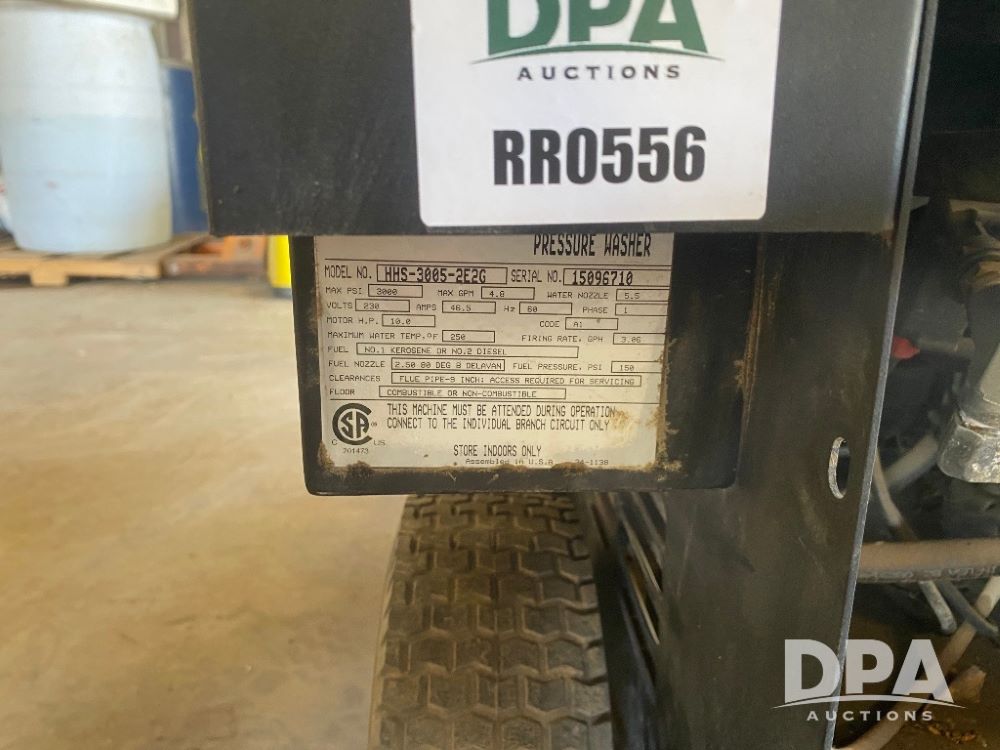 DPA
AUCTIONS
RR0556
PRESSURE WASHER
MODEL NO. HHS-3005-2E2G SERIAL NO. 15096710
MAX PSI 3000 MAX GPM 4.8 WATER NOZZLE 5.5
VOLTS 230 AMPS 46.5 Hz 60 PHASE 1
MOTOR H.P. 10.0 CODE A1
MAXIMUM WATER TEMP,°F 250 FIRING RATE, GPH 3.06
FUEL NO.1 KEROSENE OR NO.2 DIESEL
FUEL NOZZLE 2.50 80 DEG B DELAVAN FUEL PRESSURE, PSI 150
CLEARANCES FLUE PIPE-9 INCH; ACCESS REQUIRED FOR SERVICING
FLOOR COMBUSTIBLE OR NON-COMBUSTIBLE
THIS MACHINE MUST BE ATTENDED DURING OPERATION
CONNECT TO THE INDIVIDUAL BRANCH CIRCUIT ONLY
SA ®
C US
201473
STORE INDOORS ONLY
Assembled in U.S.A 24-1138
DPA
AUCTIONS